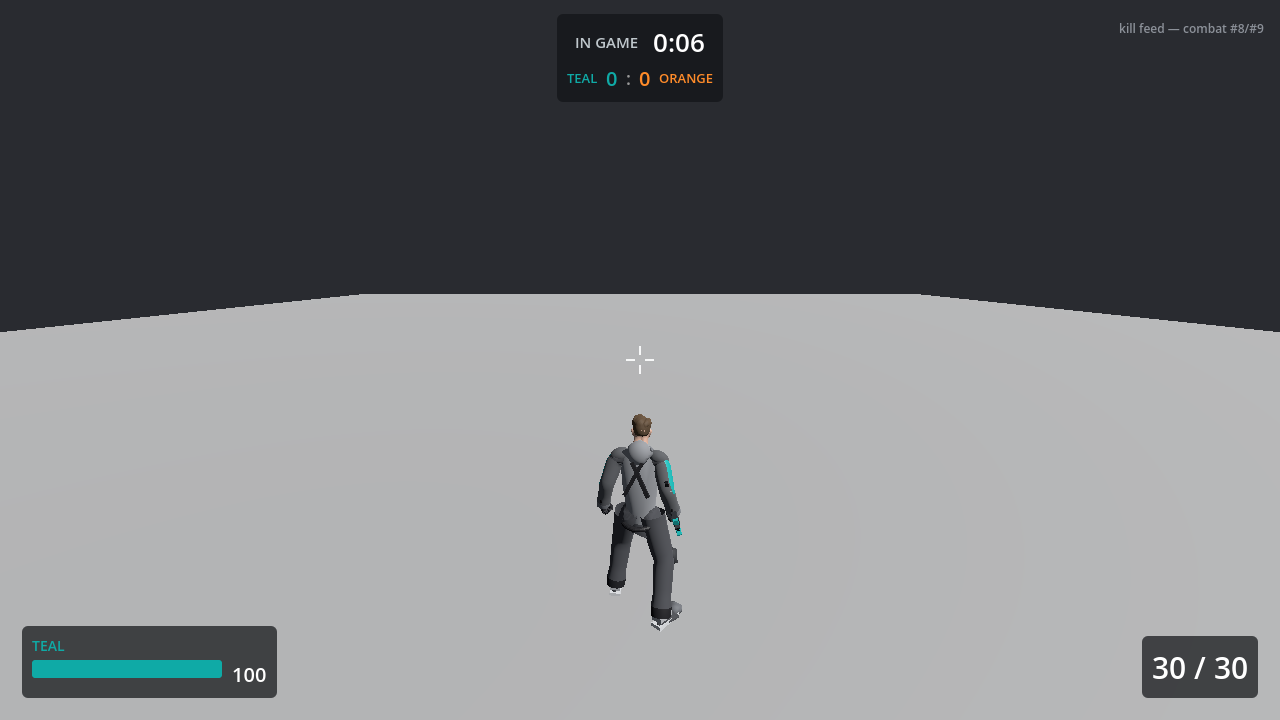 IN GAME 0:06
TEAL 0 : 0 ORANGE
kill feed — combat #8/#9
TEAL
100
30 / 30